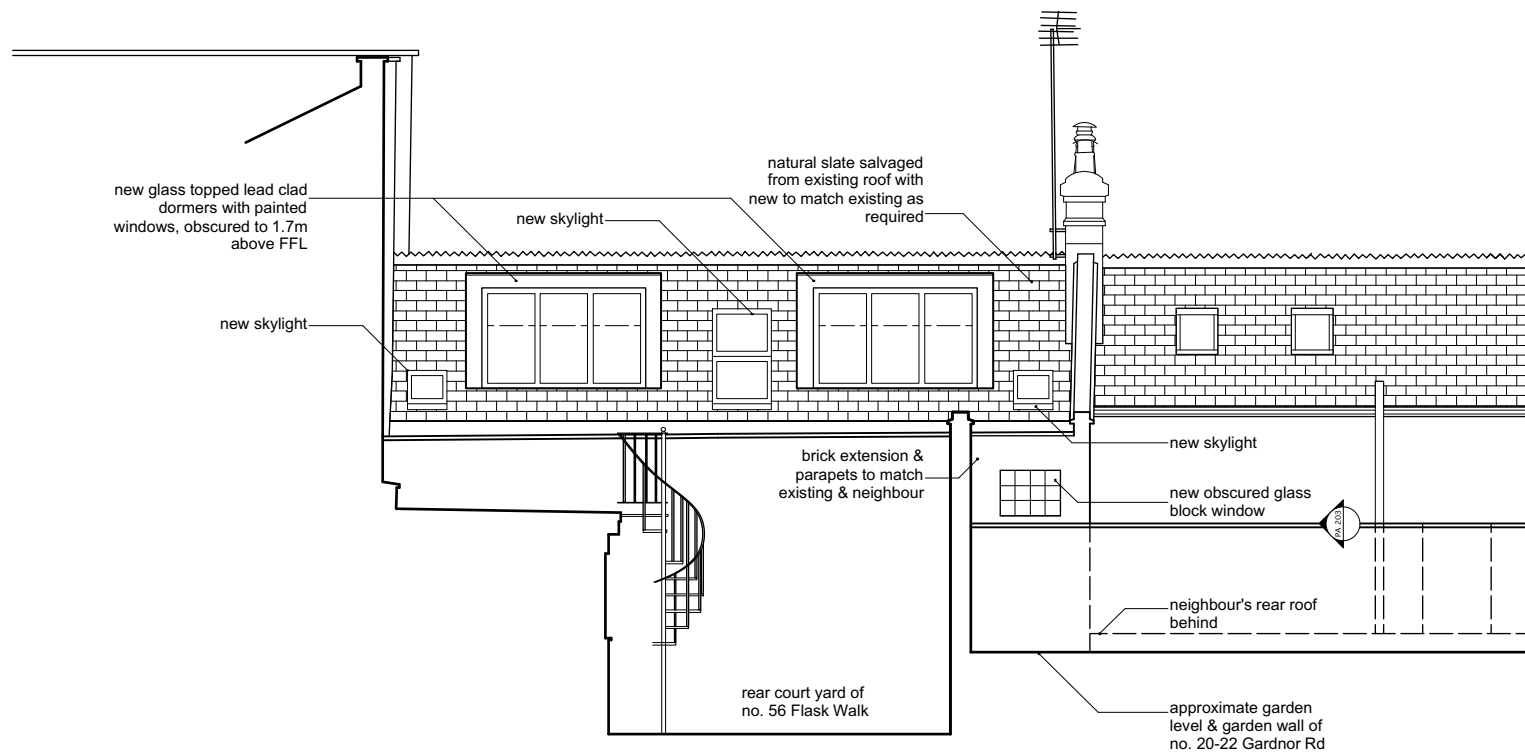 new glass topped lead clad
dormers with painted
windows, obscured to 1.7m
above FFL
new skylight
natural slate salvaged
from existing roof with
new to match existing as
required
new skylight
new skylight
brick extension &
parapets to match
existing & neighbour
new obscured glass
block window
PA 203
neighbour's rear roof
behind
rear court yard of
no. 56 Flask Walk
approximate garden
level & garden wall of
no. 20-22 Gardnor Rd